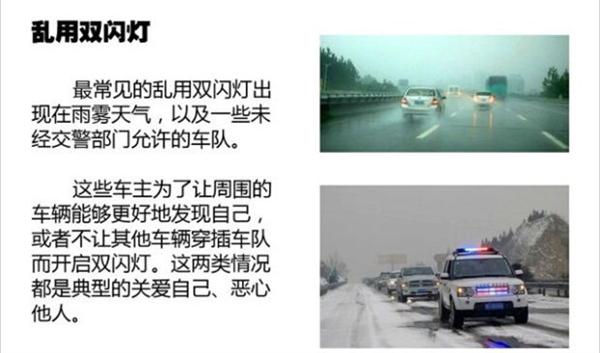 乱用双闪灯
最常见的乱用双闪灯出
现在雨雾天气，以及一些未
经交警部门允许的车队。
这些车主为了让周围的
车辆能够更好地发现自己，
或者不让其他车辆穿插车队
而开启双闪灯。这两类情况
都是典型的关爱自己、恶心
他人。